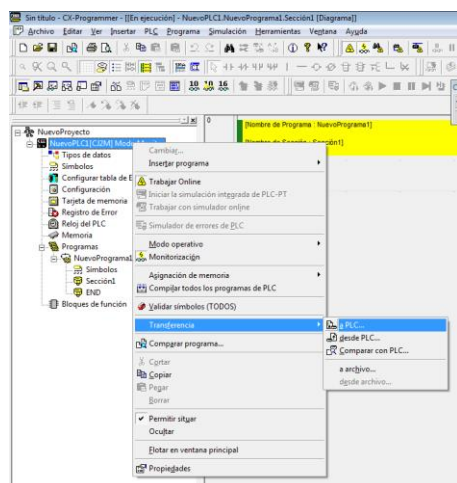 Sin título - CX-Programmer - [[En ejecución] - NuevoPLC1.NuevoPrograma1.Sección1 [Diagrama]]
Archivo Editar Ver Insertar PLC Programa Simulación Herramientas Ventana Ayuda
0
[Nombre de Programa : NuevoPrograma1]
NuevoProyecto
NuevoPLC1[CJ2M]
Tipos de datos
Símbolos
Configurar tabla de E
Configuración
Tarjeta de memoria
Registro de Error
Reloj del PLC
Memoria
Programas
NuevoPrograma1
Símbolos
Sección1
END
Bloques de función
Cambiar...
Insertar programa
Trabajar Online
Iniciar la simulación integrada de PLC-PT
Trabajar con simulador online
Simulador de errores de PLC
Modo operativo
Monitorización
Asignación de memoria
Compilar todos los programas de PLC
Validar símbolos (TODOS)
Transferencia
Comparar programa...
Cortar
Copiar
Pegar
Borrar
Permitir situar
Ocultar
Flotar en ventana principal
Propiedades
a PLC...
desde PLC...
Comparar con PLC...
a archivo...
desde archivo...